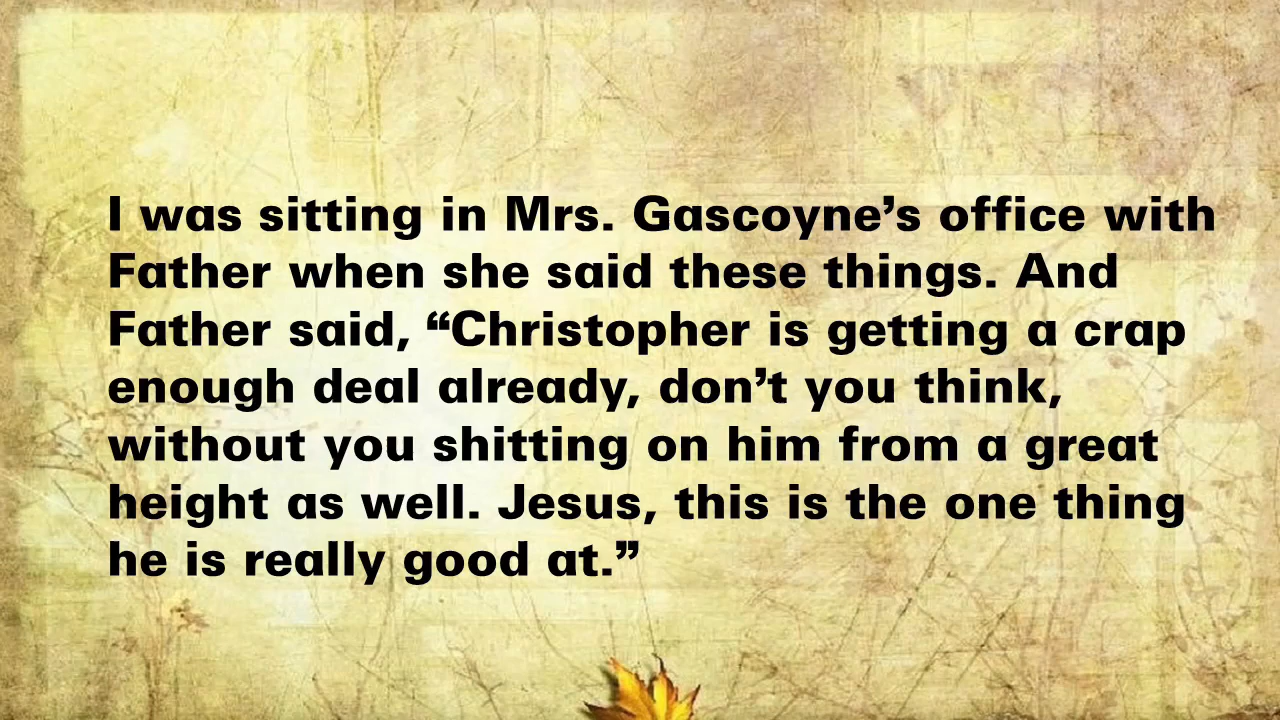 I was sitting in Mrs. Gascoyne’s office with
Father when she said these things. And
Father said, “Christopher is getting a crap
enough deal already, don’t you think,
without you shitting on him from a great
height as well. Jesus, this is the one thing
he is really good at.”